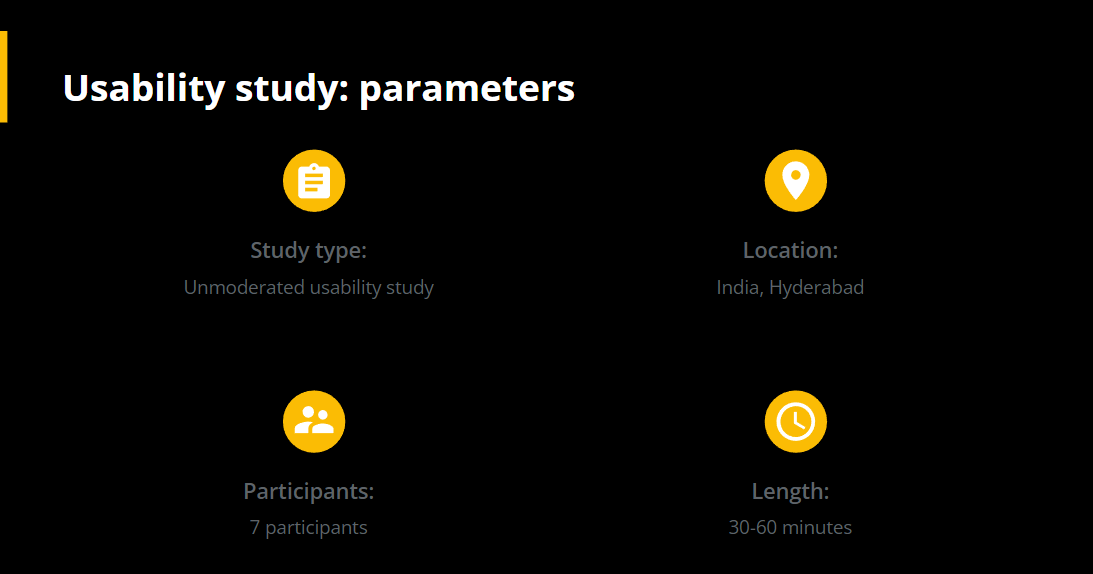 Usability study: parameters
Study type:
Unmoderated usability study
Location:
India, Hyderabad
Participants:
7 participants
Length:
30-60 minutes